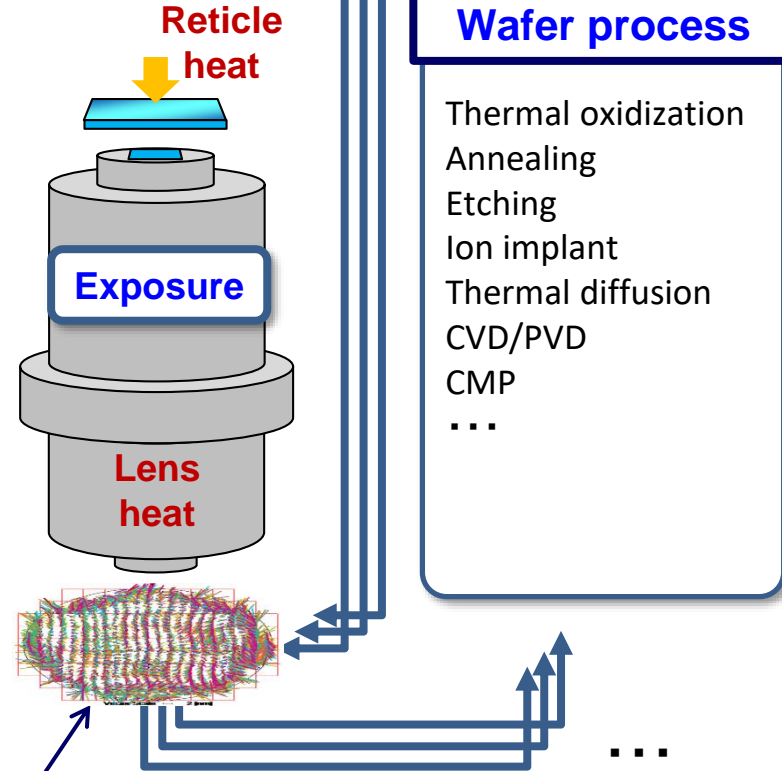 Reticle
heat
Exposure
Lens
heat
Wafer process
Thermal oxidization
Annealing
Etching
Ion implant
Thermal diffusion
CVD/PVD
CMP
...
...